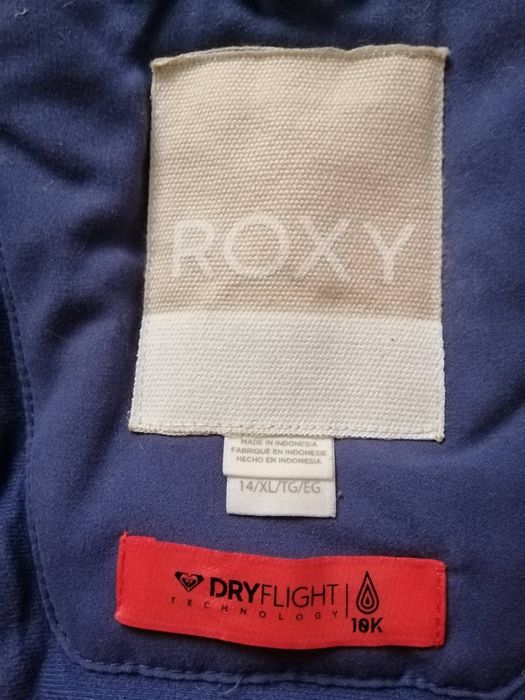 ROXY
MADE IN INDONESIA
FABRIQUÉ EN INDONESIE
HECHO EN INDONESIA
14/XL/TG/EG
DRYFLIGHT
TECHNOLOGY
10K